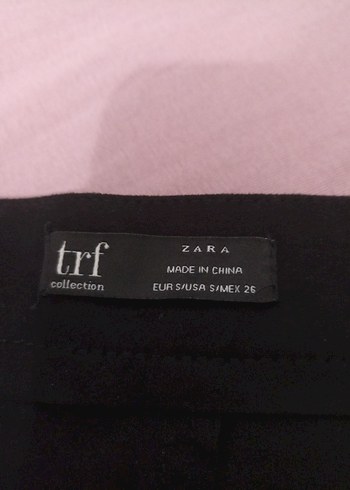 trf
collection
ZARA
MADE IN CHINA
EUR S/USA S/MEX 26